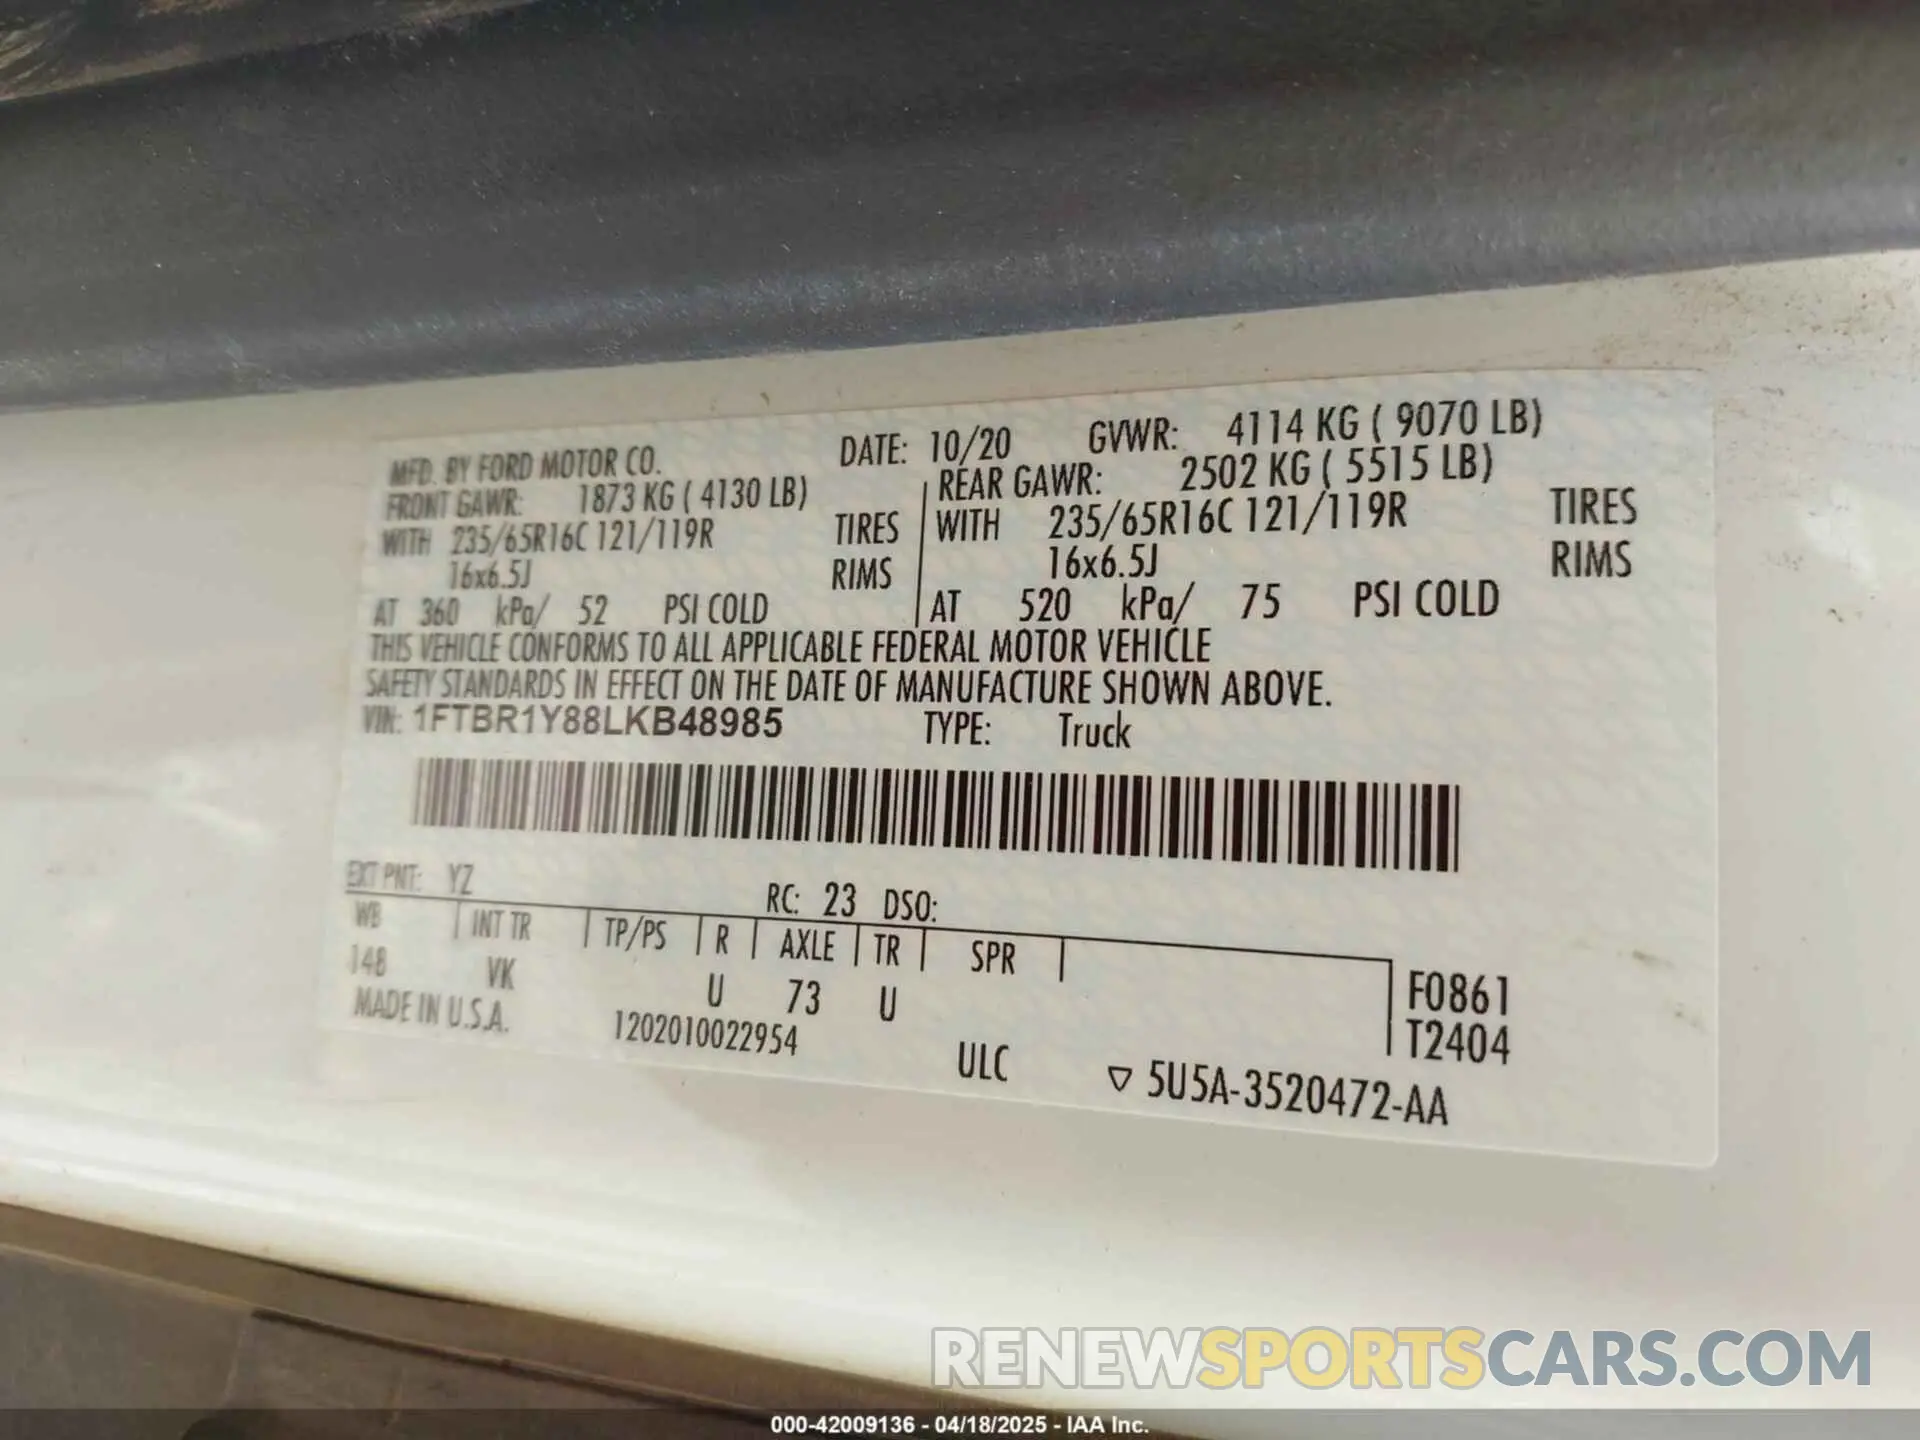 MFD. BY FORD MOTOR CO. DATE: 10/20 GVWR: 4114 KG ( 9070 LB)
FRONT GAWR: 1873 KG ( 4130 LB) REAR GAWR: 2502 KG ( 5515 LB)
WITH 235/65R16C 121/119R TIRES WITH 235/65R16C 121/119R TIRES
16x6.5J RIMS 16x6.5J RIMS
AT 360 kPa/ 52 PSI COLD AT 520 kPa/ 75 PSI COLD
THIS VEHICLE CONFORMS TO ALL APPLICABLE FEDERAL MOTOR VEHICLE
SAFETY STANDARDS IN EFFECT ON THE DATE OF MANUFACTURE SHOWN ABOVE.
VIN: 1FTBR1Y88LKB48985 TYPE: Truck
EXT PNT: YZ RC: 23 DSO:
WB INT TR TP/PS R AXLE TR SPR
148 VK U 73 U F0861
T2404
MADE IN U.S.A. 1202010022954 ULC ▽ 5U5A-3520472-AA
RENEWSPORTSCARS.COM
000-42009136 - 04/18/2025 - IAA Inc.